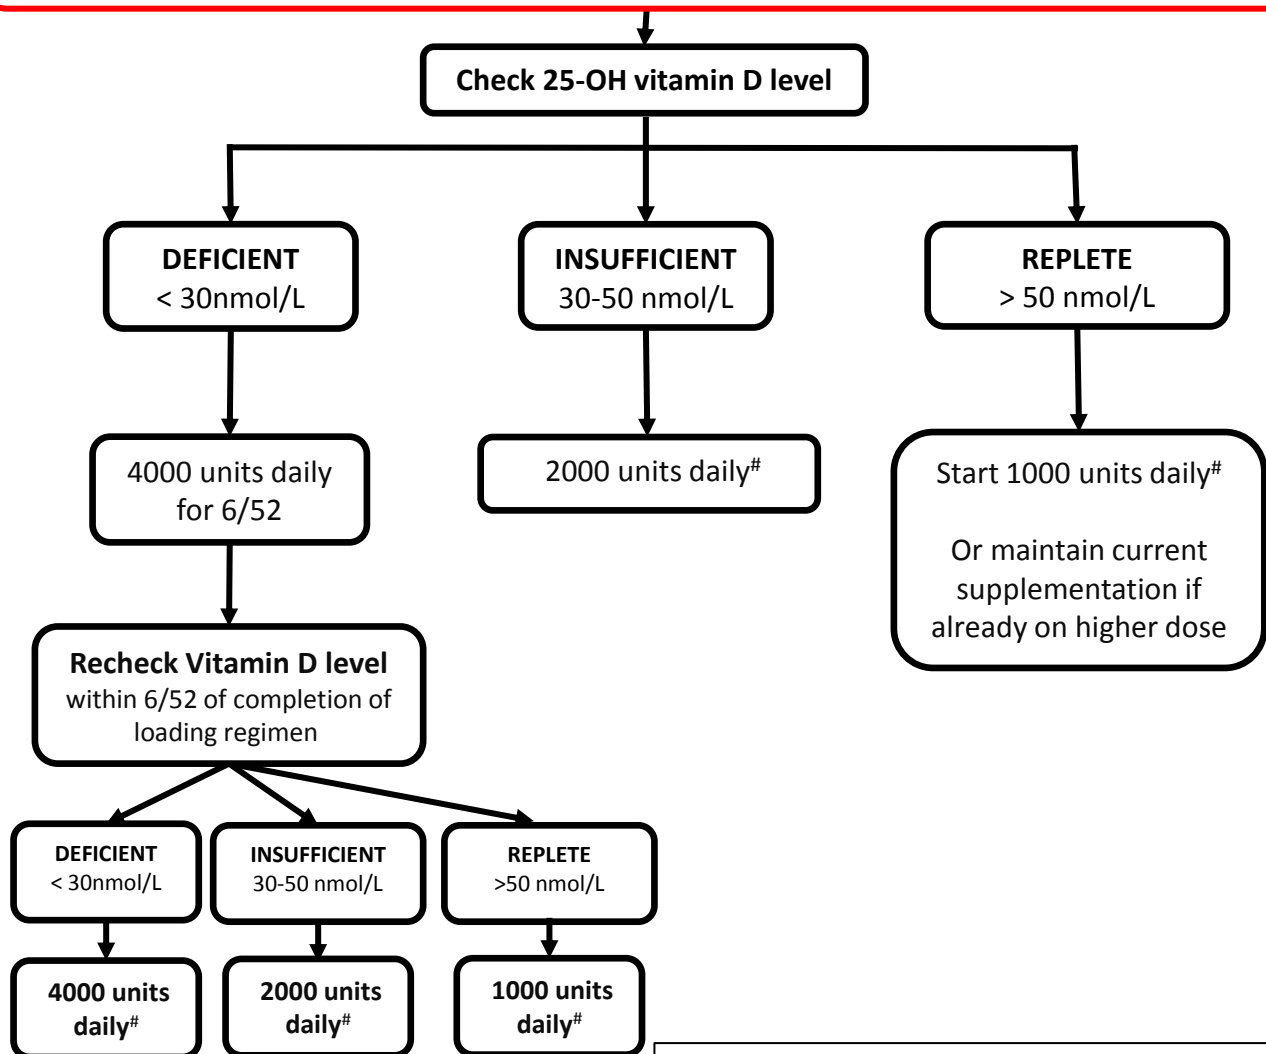 Check 25-OH vitamin D level
DEFICIENT
< 30nmol/L
INSUFFICIENT
30-50 nmol/L
REPLETE
> 50 nmol/L
4000 units daily
for 6/52
2000 units daily#
Start 1000 units daily#
Or maintain current
supplementation if
already on higher dose
Recheck Vitamin D level
within 6/52 of completion of
loading regimen
DEFICIENT
< 30nmol/L
INSUFFICIENT
30-50 nmol/L
REPLETE
>50 nmol/L
4000 units
daily#
2000 units
daily#
1000 units
daily#